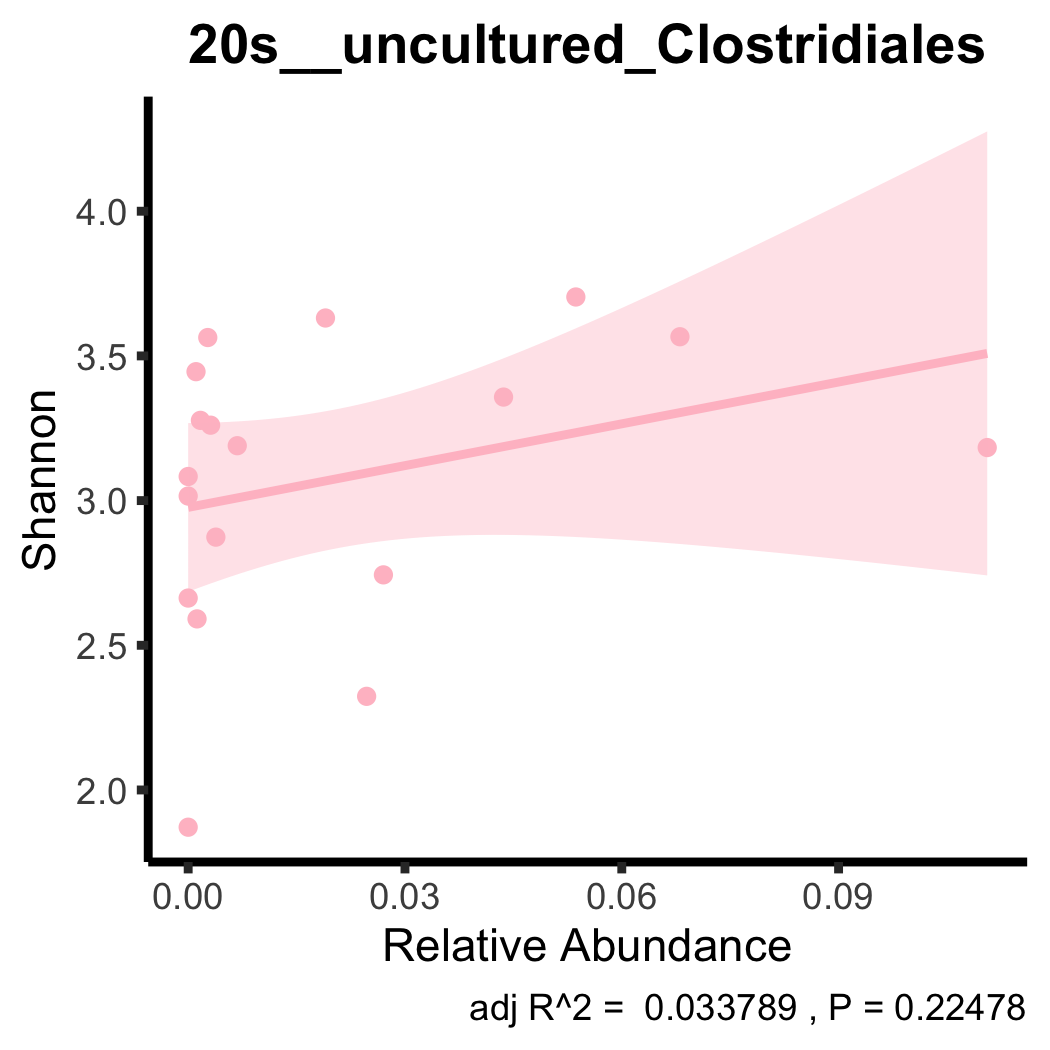 20s__uncultured_Clostridiales
4.0
3.5
3.0
2.5
2.0
Shannon
0.00 0.03 0.06 0.09
Relative Abundance
adj R^2 =  0.033789 , P = 0.22478